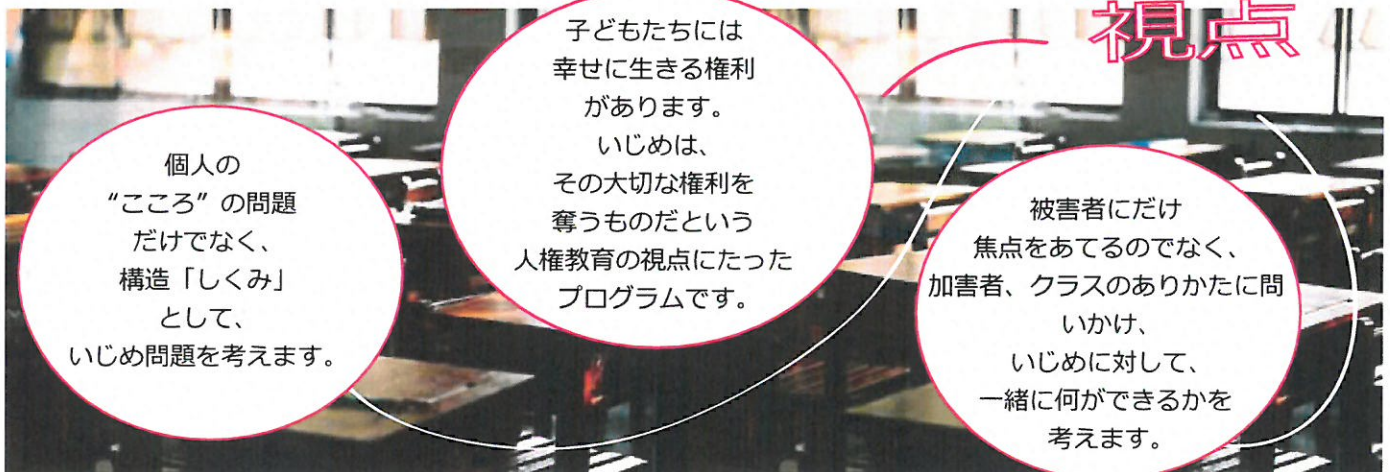 視点
個人の
“こころ”の問題
だけでなく、
構造「しくみ」
として、
いじめ問題を考えます。
子どもたちには
幸せに生きる権利
があります。
いじめは、
その大切な権利を
奪うものだという
人権教育の視点にたった
プログラムです。
被害者にだけ
焦点をあてるのでなく、
加害者、クラスのありかたに問
いかけ、
いじめに対して、
一緒に何ができるかを
考えます。